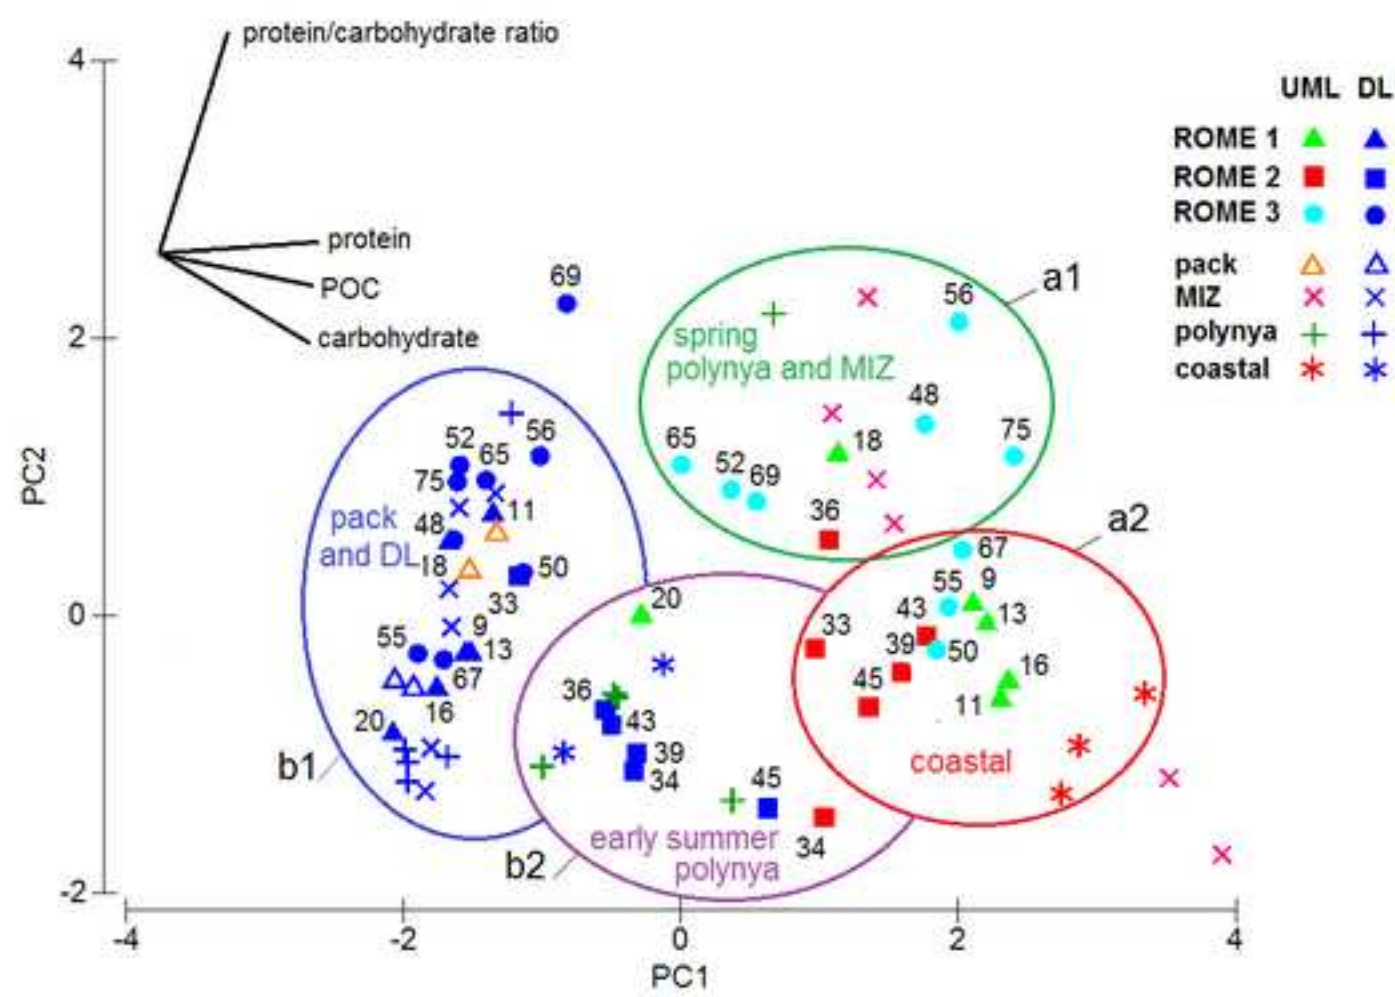 protein/carbohydrate ratio
protein
POC
carbohydrate
UML DL
ROME 1
ROME 2
ROME 3
pack
MIZ
polynya
coastal
4
2
0
-2
PC2
-4
-2
0
2
4
PC1
69
a1
56
spring
polynya and MIZ
48
75
18
65
52
69
36
a2
67
9
55
13
43
33
39
50
45
16
11
coastal
52
56
65
75
11
pack
and DL
48
18
50
33
9
55
13
67
16
20
b1
20
36
43
39
34
45
34
early summer
polynya
b2